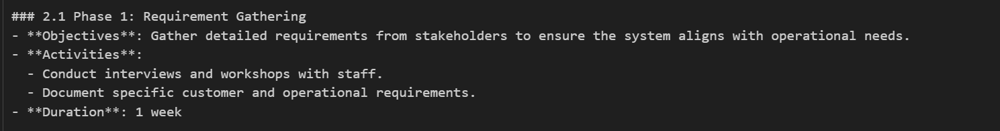 ### 2.1 Phase 1: Requirement Gathering
- **Objectives**: Gather detailed requirements from stakeholders to ensure the system aligns with operational needs.
- **Activities**:
  - Conduct interviews and workshops with staff.
  - Document specific customer and operational requirements.
- **Duration**: 1 week